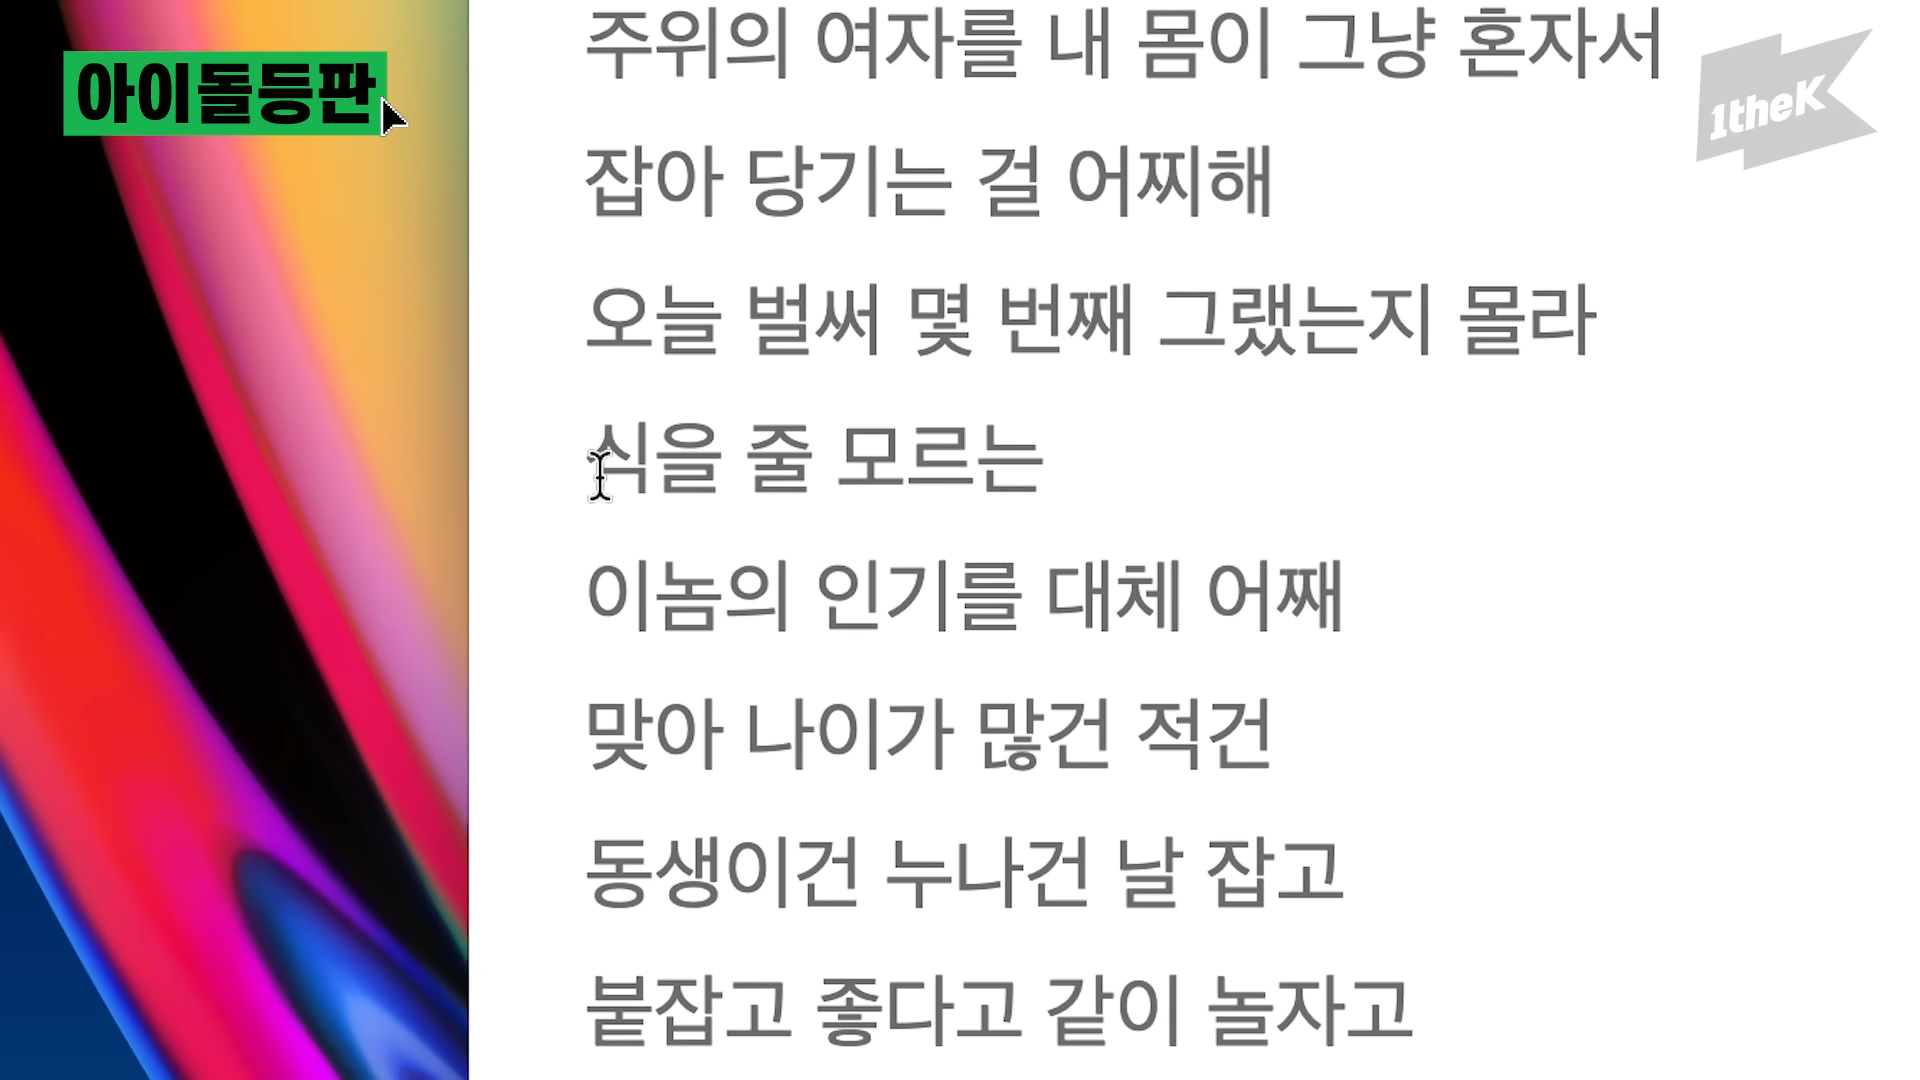 아이돌등판
1theK
주위의 여자를 내 몸이 그냥 혼자서
잡아 당기는 걸 어찌해
오늘 벌써 몇 번째 그랬는지 몰라
식을 줄 모르는
이놈의 인기를 대체 어째
맞아 나이가 많건 적건
동생이건 누나건 날 잡고
붙잡고 좋다고 같이 놀자고